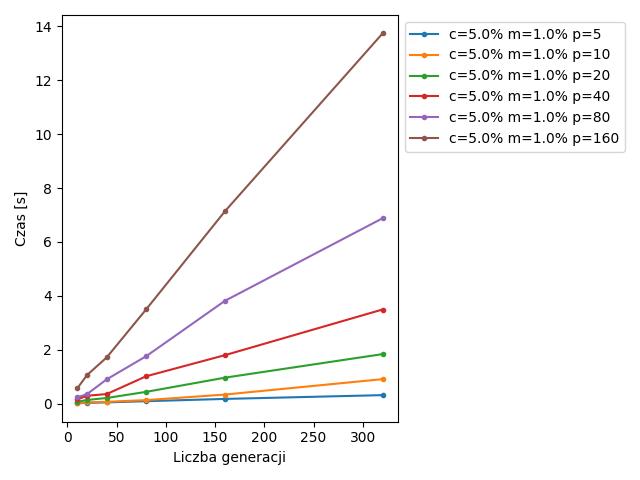 14
12
10
8
6
4
2
0
Czas [s]
0 50 100 150 200 250 300
Liczba generacji
c=5.0% m=1.0% p=5
c=5.0% m=1.0% p=10
c=5.0% m=1.0% p=20
c=5.0% m=1.0% p=40
c=5.0% m=1.0% p=80
c=5.0% m=1.0% p=160